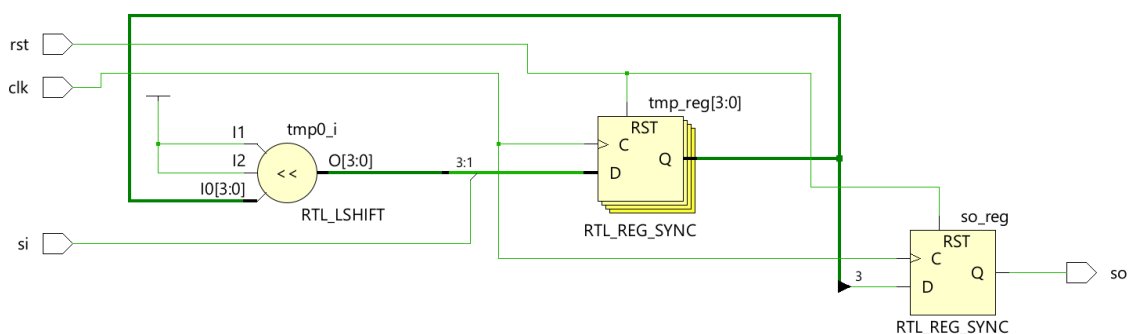 rst
clk
tmp_reg[3:0]
RST
C
tmp0_i
I1
Q
3:1
I2
O[3:0]
<<
D
I0[3:0]
RTL_LSHIFT
so_reg
RTL_REG_SYNC
si
RST
C
Q
so
3
D
RTL_REG_SYNC